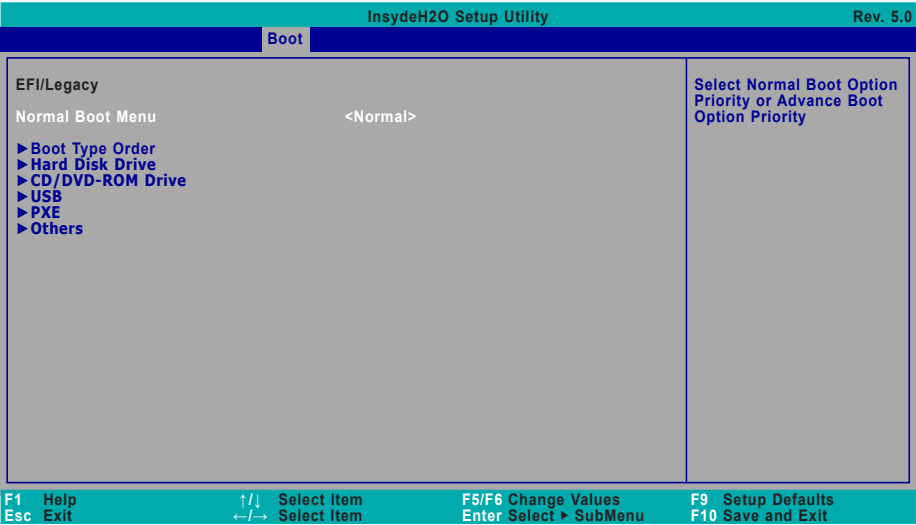 InsydeH2O Setup Utility Rev. 5.0
Boot
EFI/Legacy
Normal Boot Menu <Normal>
►Boot Type Order
►Hard Disk Drive
►CD/DVD-ROM Drive
►USB
►PXE
►Others
Select Normal Boot Option
Priority or Advance Boot
Option Priority
F1 Help ↑/↓ Select Item F5/F6 Change Values F9 Setup Defaults
Esc Exit ←/→ Select Item Enter Select ► SubMenu F10 Save and Exit